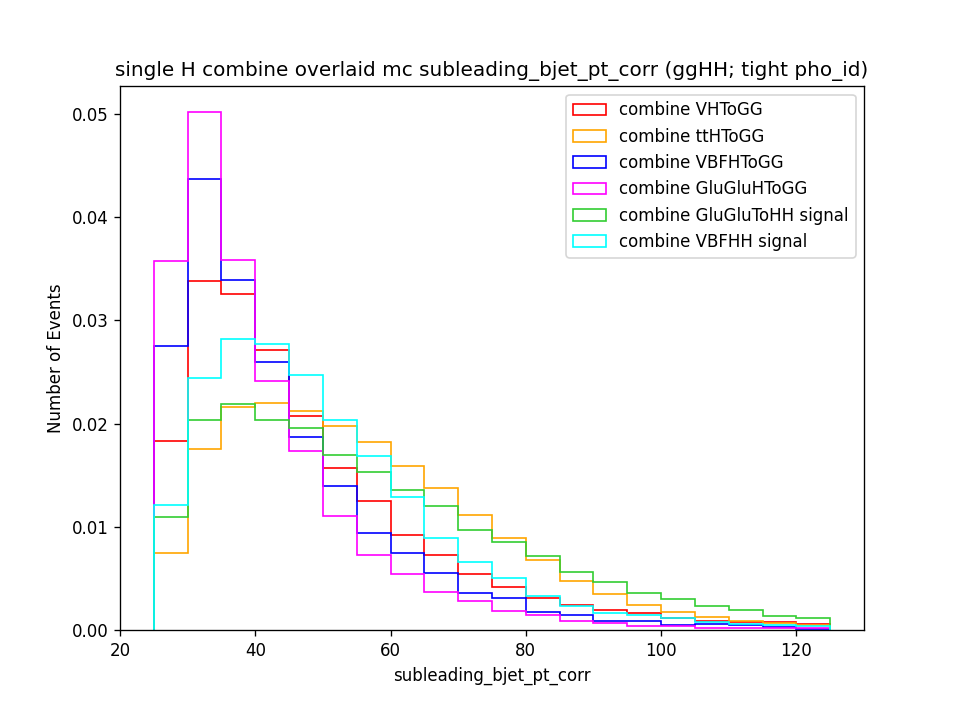 single H combine overlaid mc subleading_bjet_pt_corr (ggHH; tight pho_id)
combine VHToGG
combine ttHToGG
combine VBFHToGG
combine GluGluHToGG
combine GluGluToHH signal
combine VBFHH signal
Number of Events
0.05
0.04
0.03
0.02
0.01
0.00
20
40
60
80
100
120
subleading_bjet_pt_corr